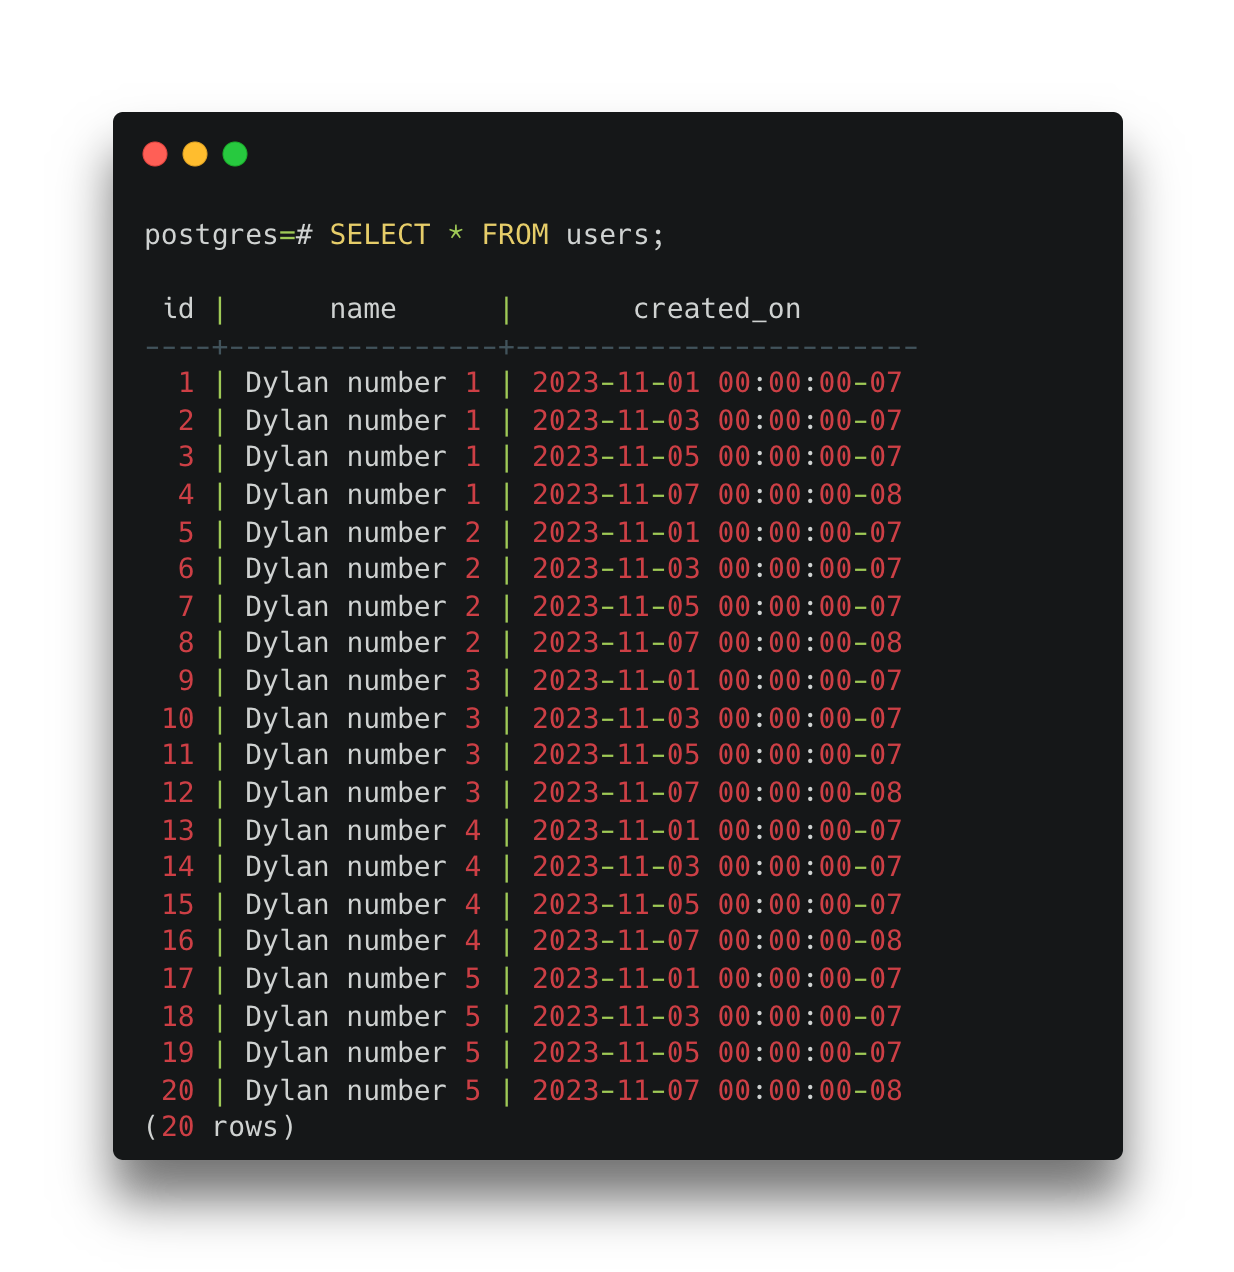 postgres=# SELECT * FROM users;
 id |      name      |       created_on
----+----------------+------------------------
  1 | Dylan number 1 | 2023-11-01 00:00:00-07
  2 | Dylan number 1 | 2023-11-03 00:00:00-07
  3 | Dylan number 1 | 2023-11-05 00:00:00-07
  4 | Dylan number 1 | 2023-11-07 00:00:00-08
  5 | Dylan number 2 | 2023-11-01 00:00:00-07
  6 | Dylan number 2 | 2023-11-03 00:00:00-07
  7 | Dylan number 2 | 2023-11-05 00:00:00-07
  8 | Dylan number 2 | 2023-11-07 00:00:00-08
  9 | Dylan number 3 | 2023-11-01 00:00:00-07
 10 | Dylan number 3 | 2023-11-03 00:00:00-07
 11 | Dylan number 3 | 2023-11-05 00:00:00-07
 12 | Dylan number 3 | 2023-11-07 00:00:00-08
 13 | Dylan number 4 | 2023-11-01 00:00:00-07
 14 | Dylan number 4 | 2023-11-03 00:00:00-07
 15 | Dylan number 4 | 2023-11-05 00:00:00-07
 16 | Dylan number 4 | 2023-11-07 00:00:00-08
 17 | Dylan number 5 | 2023-11-01 00:00:00-07
 18 | Dylan number 5 | 2023-11-03 00:00:00-07
 19 | Dylan number 5 | 2023-11-05 00:00:00-07
 20 | Dylan number 5 | 2023-11-07 00:00:00-08
(20 rows)